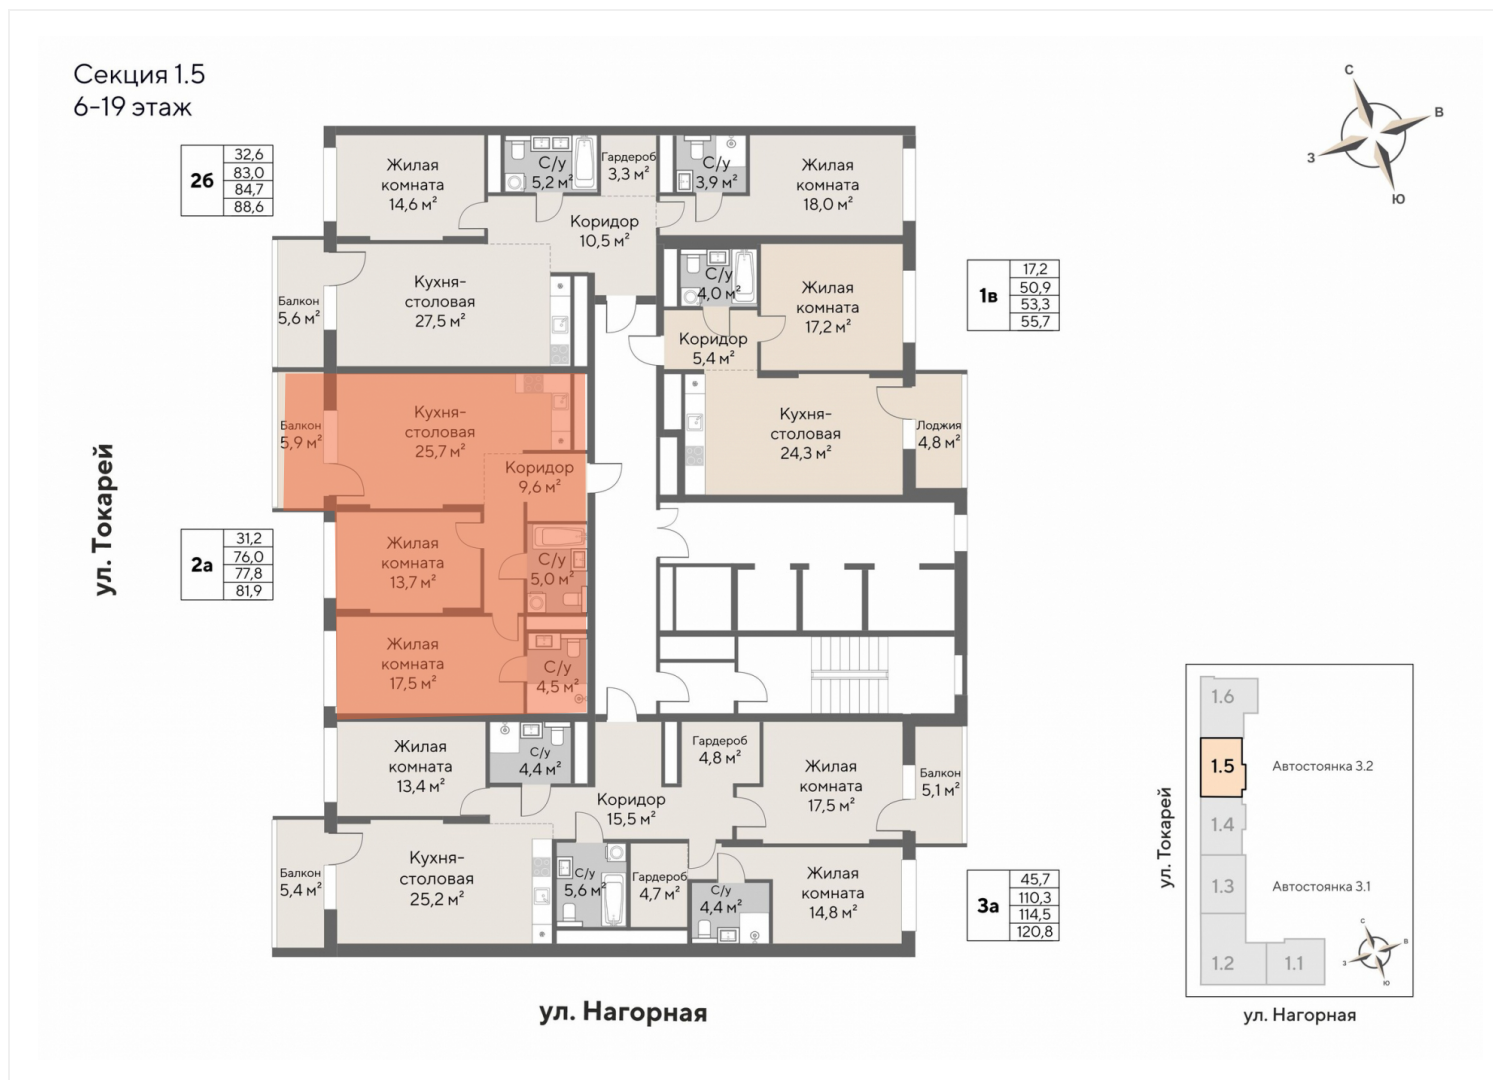 Секция 1.5
6-19 этаж
С
В
З
Ю
2б
32,6
83,0
84,7
88,6
Жилая
комната
14,6 м²
С/у
5,2 м²
Гардероб
3,3 м²
С/у
3,9 м²
Жилая
комната
18,0 м²
Коридор
10,5 м²
Балкон
5,6 м²
Кухня-
столовая
27,5 м²
С/у
4,0 м²
Жилая
комната
17,2 м²
Коридор
5,4 м²
1в
17,2
50,9
53,3
55,7
Балкон
5,9 м²
Кухня-
столовая
25,7 м²
Коридор
9,6 м²
Кухня-
столовая
24,3 м²
Лоджия
4,8 м²
ул. Токарей
2а
31,2
76,0
77,8
81,9
Жилая
комната
13,7 м²
С/у
5,0 м²
Жилая
комната
17,5 м²
С/у
4,5 м²
Жилая
комната
13,4 м²
С/у
4,4 м²
Гардероб
4,8 м²
Жилая
комната
17,5 м²
Балкон
5,1 м²
Коридор
15,5 м²
Балкон
5,4 м²
Кухня-
столовая
25,2 м²
С/у
5,6 м²
Гардероб
4,7 м²
С/у
4,4 м²
Жилая
комната
14,8 м²
3а
45,7
110,3
114,5
120,8
ул. Нагорная
1.6
1.5
Автостоянка 3.2
1.4
1.3
Автостоянка 3.1
1.2
1.1
С
В
З
Ю
ул. Токарей
ул. Нагорная